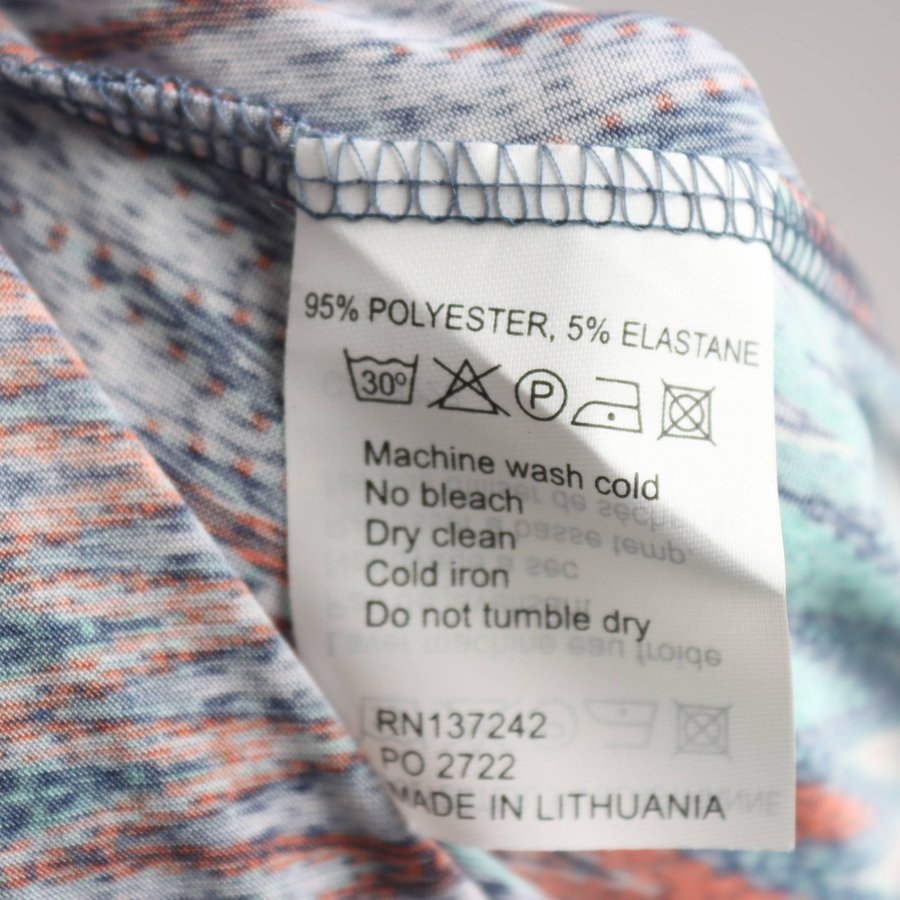 95% POLYESTER, 5% ELASTANE
30º P
Machine wash cold
No bleach
Dry clean
Cold iron
Do not tumble dry
RN137242
PO 2722
MADE IN LITHUANIA